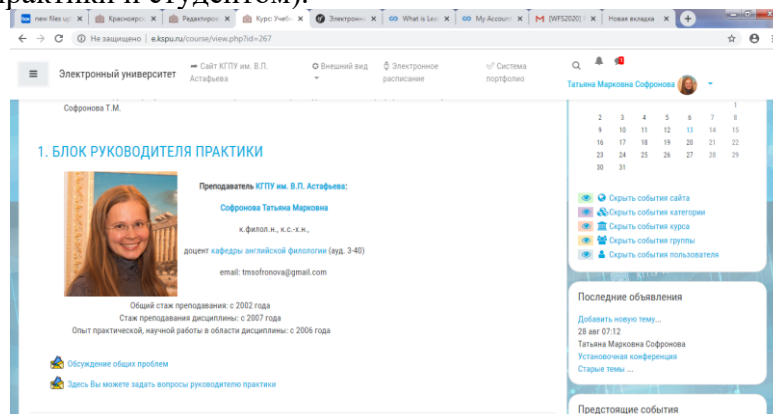 практики и студентом).
new files up
Красноярс
Редактиров
Курс: Учебн
Электронн
What is Lea
My Account
[WFS2020]
Новая вкладка
Не защищено | e.kspu.ru/course/view.php?id=267
Электронный университет
Сайт КГПУ им. В.П. Астафьева
Внешний вид
Электронное расписание
Система портфолио
Татьяна Марковна Софронова
Софронова Т.М.
1. БЛОК РУКОВОДИТЕЛЯ ПРАКТИКИ
Преподаватель КГПУ им. В.П. Астафьева:
Софронова Татьяна Марковна
к.филол.н., к.с.-х.н.,
доцент кафедры английской филологии (ауд. 3-40)
email: tmsofronova@gmail.com
Общий стаж преподавания: с 2002 года
Стаж преподавания дисциплины: с 2007 года
Опыт практической, научной работы в области дисциплины: с 2006 года
Обсуждение общих проблем
Здесь Вы можете задать вопросы руководителю практики
1
2 3 4 5 6 7 8
9 10 11 12 13 14 15
16 17 18 19 20 21 22
23 24 25 26 27 28 29
30 31
Скрыть события сайта
Скрыть события категории
Скрыть события курса
Скрыть события группы
Скрыть события пользователя
Последние объявления
Добавить новую тему...
28 авг 07:12
Татьяна Марковна Софронова
Установочная конференция
Старые темы ...
Предстоящие события